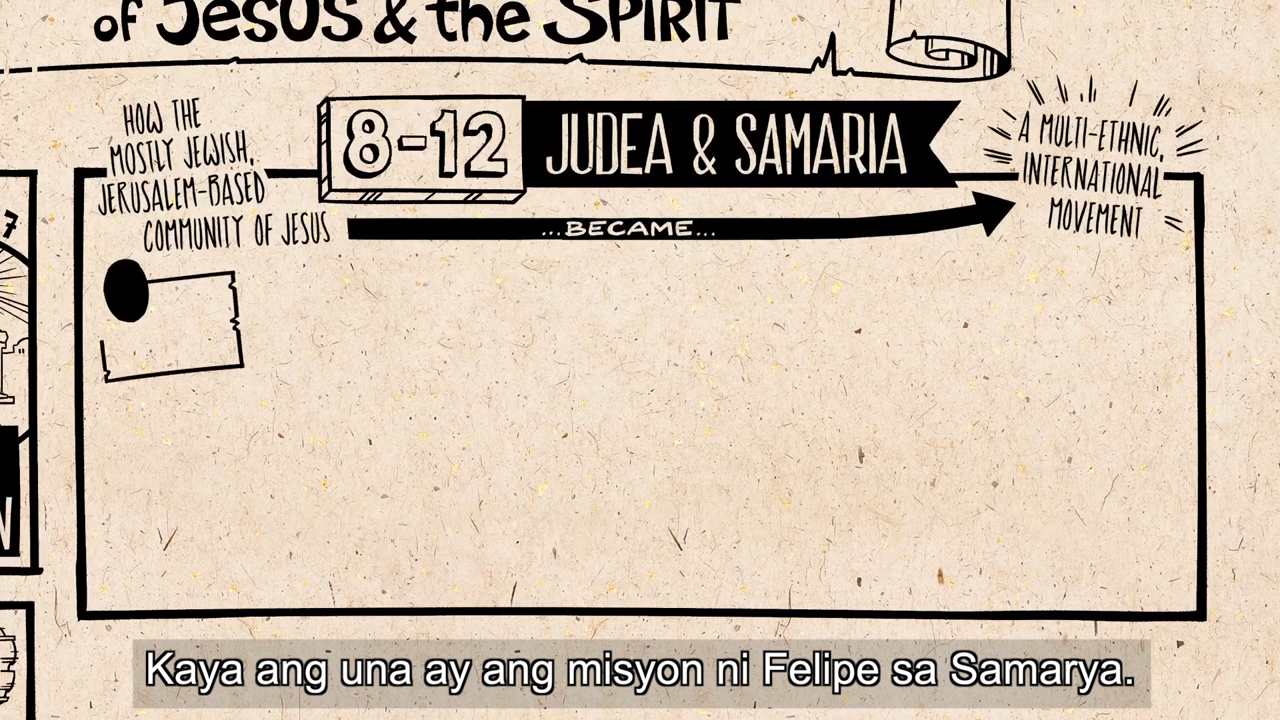 of Jesus & the SPIRIT
HOW THE
MOSTLY JEWISH,
JERUSALEM-BASED
COMMUNITY OF JESUS
8-12
JUDEA & SAMARIA
...BECAME...
A MULTI-ETHNIC,
INTERNATIONAL
MOVEMENT
7
N
Kaya ang una ay ang misyon ni Felipe sa Samarya.